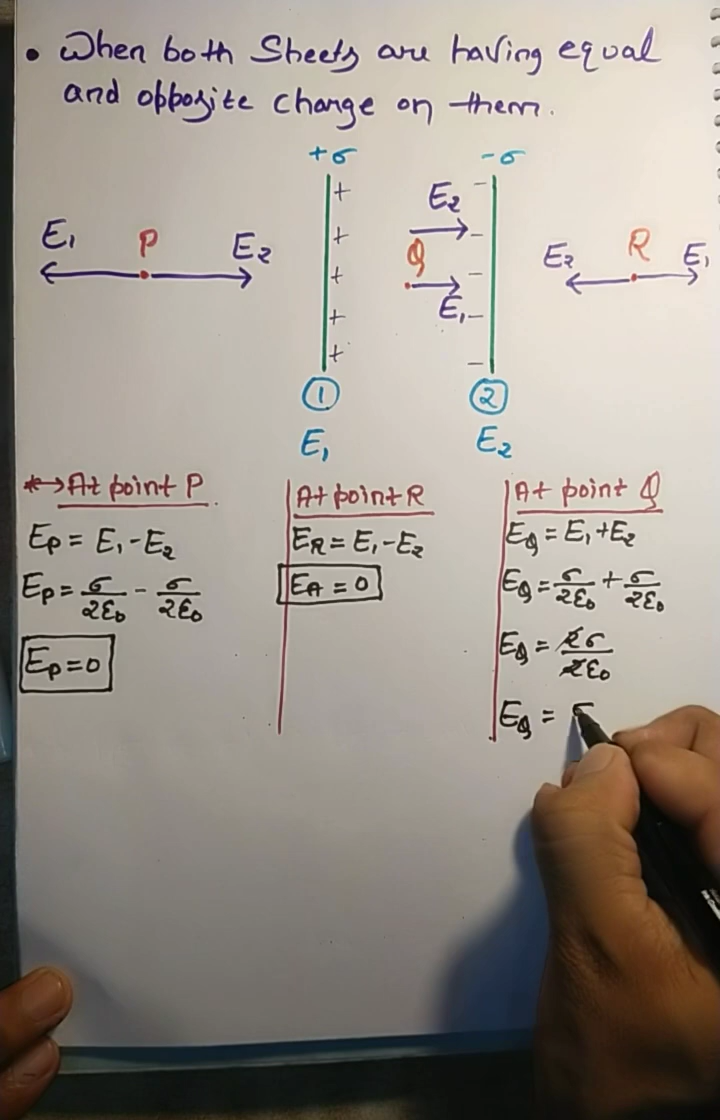 • When both Sheets are having equal
and opposite change on them.
+σ
-σ
E₁ P E₂
E₂
Q
E₁
E₂ R E₁
+
+
+
+
+
-
-
-
-
-
① ②
E₁ E₂
*→ At point P.
Eₚ = E₁ - E₂
Eₚ = σ/2ε₀ - σ/2ε₀
Eₚ = 0
At point R
E_R = E₁ - E₂
E_A = 0
At point Q
E_Q = E₁ + E₂
E_Q = σ/2ε₀ + σ/2ε₀
E_Q = 2σ/2ε₀
E_Q = σ